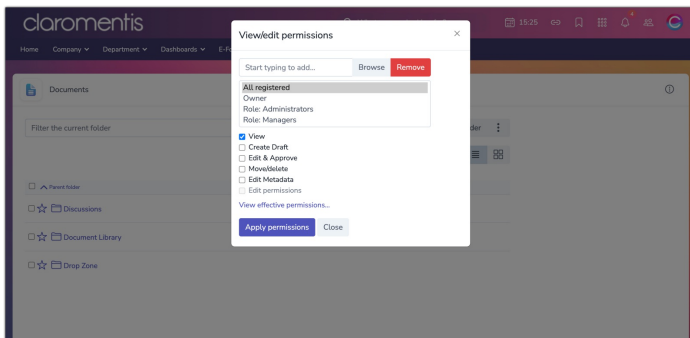 claromentis
15:25
Home Company Department Dashboards E-Fo
View/edit permissions
Start typing to add... Browse Remove
All registered
Owner
Role: Administrators
Role: Managers
View
Create Draft
Edit & Approve
Move/delete
Edit Metadata
Edit permissions
View effective permissions...
Apply permissions Close
Documents
Filter the current folder
der
Parent folder
Discussions
Document Library
Drop Zone